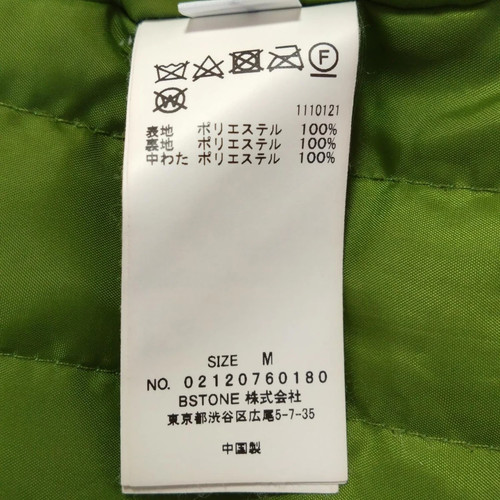 F
W
1110121
表地 ポリエステル 100%
裏地 ポリエステル 100%
中わた ポリエステル 100%
SIZE M
NO. 02120760180
BSTONE 株式会社
東京都渋谷区広尾5-7-35
中国製